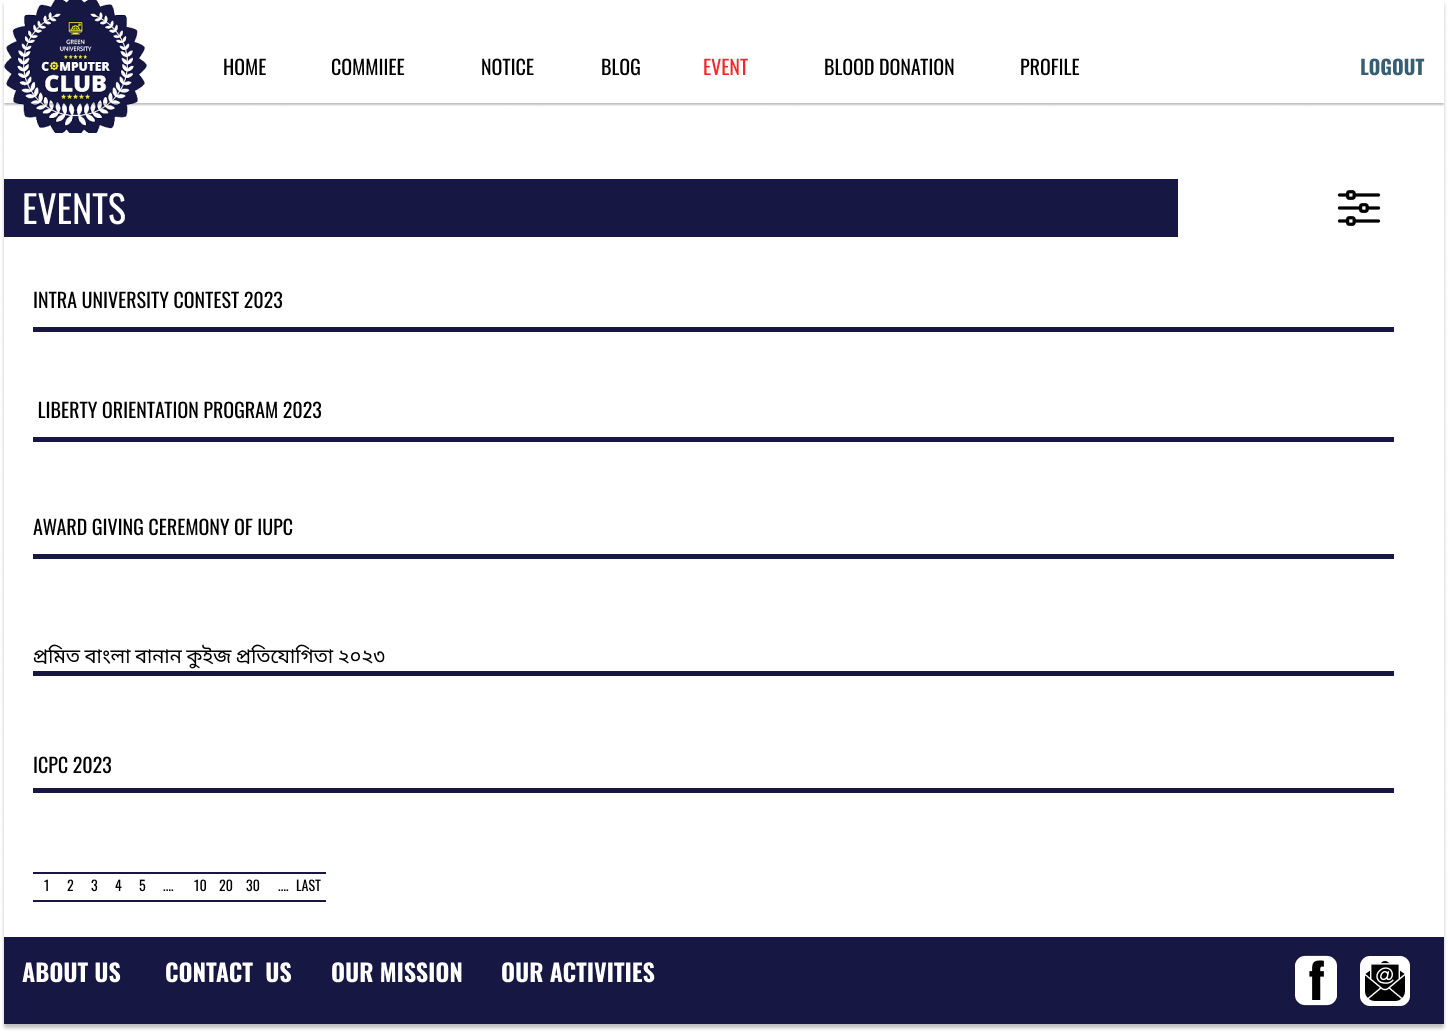 GREEN
UNIVERSITY
COMPUTER
CLUB
HOME COMMIIEE NOTICE BLOG EVENT BLOOD DONATION PROFILE LOGOUT
EVENTS
INTRA UNIVERSITY CONTEST 2023
LIBERTY ORIENTATION PROGRAM 2023
AWARD GIVING CEREMONY OF IUPC
প্রমিত বাংলা বানান কুইজ প্রতিযোগিতা ২০২৩
ICPC 2023
1 2 3 4 5 .... 10 20 30 .... LAST
ABOUT US CONTACT US OUR MISSION OUR ACTIVITIES f @